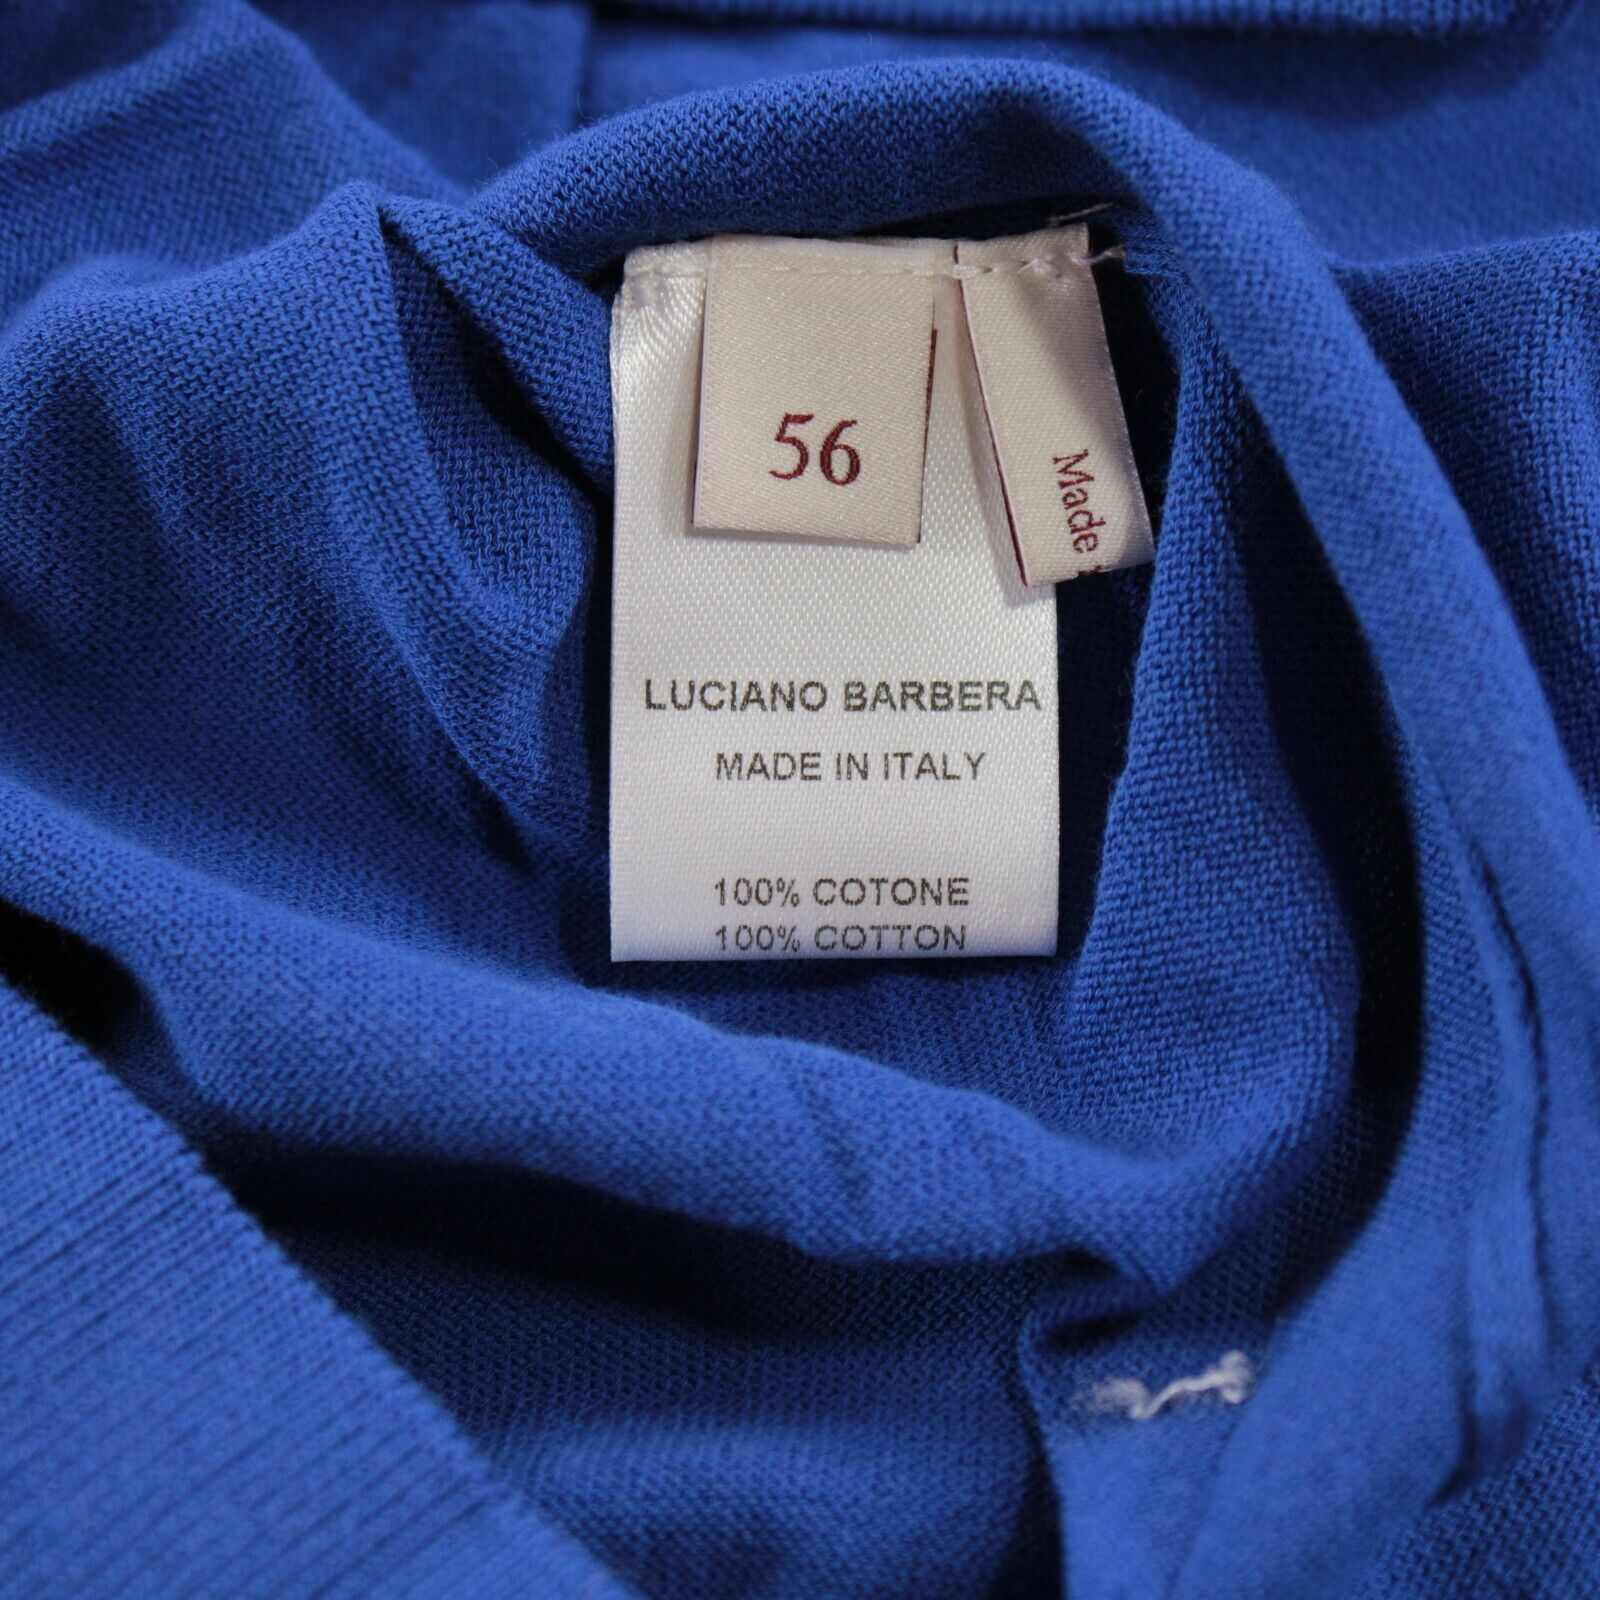 56
Made
LUCIANO BARBERA
MADE IN ITALY
100% COTONE
100% COTTON